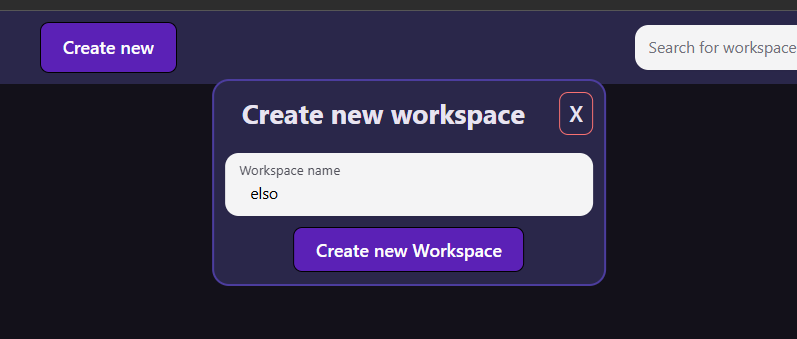 Create new
Search for workspace
Create new workspace
X
Workspace name
elso
Create new Workspace